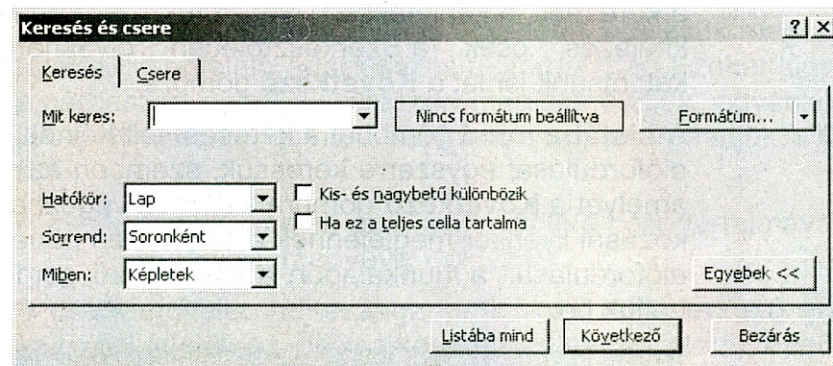 Keresés és csere
Keresés Csere
Mit keres: Nincs formátum beállítva Formátum...
Hatókör: Lap Kis- és nagybetű különbözik
Sorrend: Soronként Ha ez a teljes cella tartalma
Miben: Képletek Egyebek <<
Listába mind Következő Bezárás